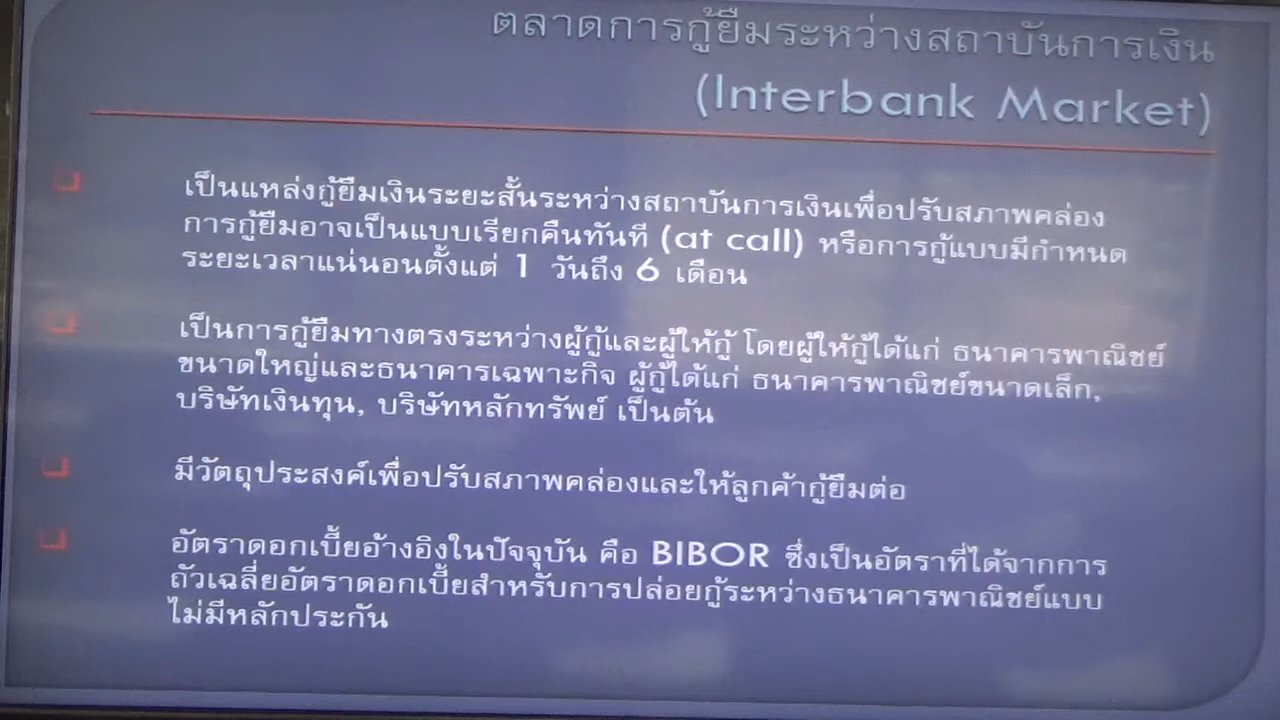 ตลาดการกู้ยืมระหว่างสถาบันการเงิน
(Interbank Market)
เป็นแหล่งกู้ยืมเงินระยะสั้นระหว่างสถาบันการเงินเพื่อปรับสภาพคล่อง
การกู้ยืมอาจเป็นแบบเรียกคืนทันที (at call) หรือการกู้แบบมีกำหนด
ระยะเวลาแน่นอนตั้งแต่ 1 วันถึง 6 เดือน
เป็นการกู้ยืมทางตรงระหว่างผู้กู้และผู้ให้กู้ โดยผู้ให้กู้ได้แก่ ธนาคารพาณิชย์
ขนาดใหญ่และธนาคารเฉพาะกิจ ผู้กู้ได้แก่ ธนาคารพาณิชย์ขนาดเล็ก,
บริษัทเงินทุน, บริษัทหลักทรัพย์ เป็นต้น
มีวัตถุประสงค์เพื่อปรับสภาพคล่องและให้ลูกค้ากู้ยืมต่อ
อัตราดอกเบี้ยอ้างอิงในปัจจุบัน คือ BIBOR ซึ่งเป็นอัตราที่ได้จากการ
ถัวเฉลี่ยอัตราดอกเบี้ยสำหรับการปล่อยกู้ระหว่างธนาคารพาณิชย์แบบ
ไม่มีหลักประกัน